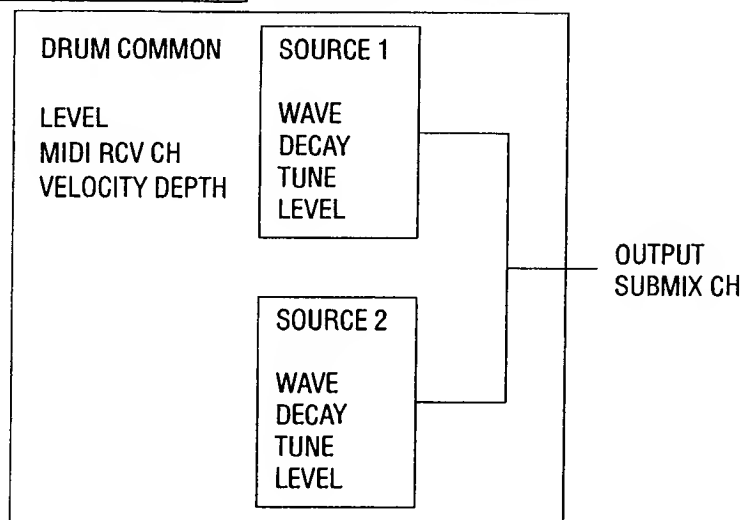 DRUM COMMON
LEVEL
MIDI RCV CH
VELOCITY DEPTH
SOURCE 1
WAVE
DECAY
TUNE
LEVEL
SOURCE 2
WAVE
DECAY
TUNE
LEVEL
OUTPUT
SUBMIX CH